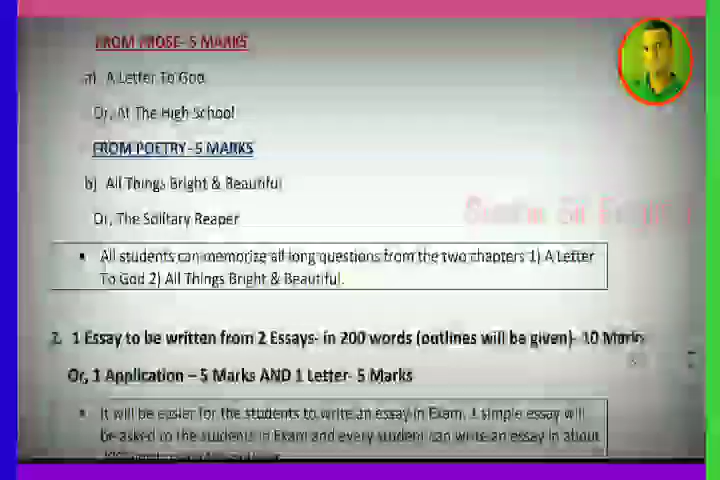 FROM PROSE- 5 MARKS
a) A Letter To God
Or, At The High School
FROM POETRY- 5 MARKS
b) All Things Bright & Beautiful
Or, The Solitary Reaper
All students can memorize all long questions from the two chapters 1) A Letter
To God 2) All Things Bright & Beautiful.
2. 1 Essay to be written from 2 Essays- in 200 words (outlines will be given)- 10 Marks
Or, 1 Application – 5 Marks AND 1 Letter- 5 Marks
It will be easier for the students to write an essay in Exam. 1 simple essay will
be asked to the students in Exam and every student can write an essay in about